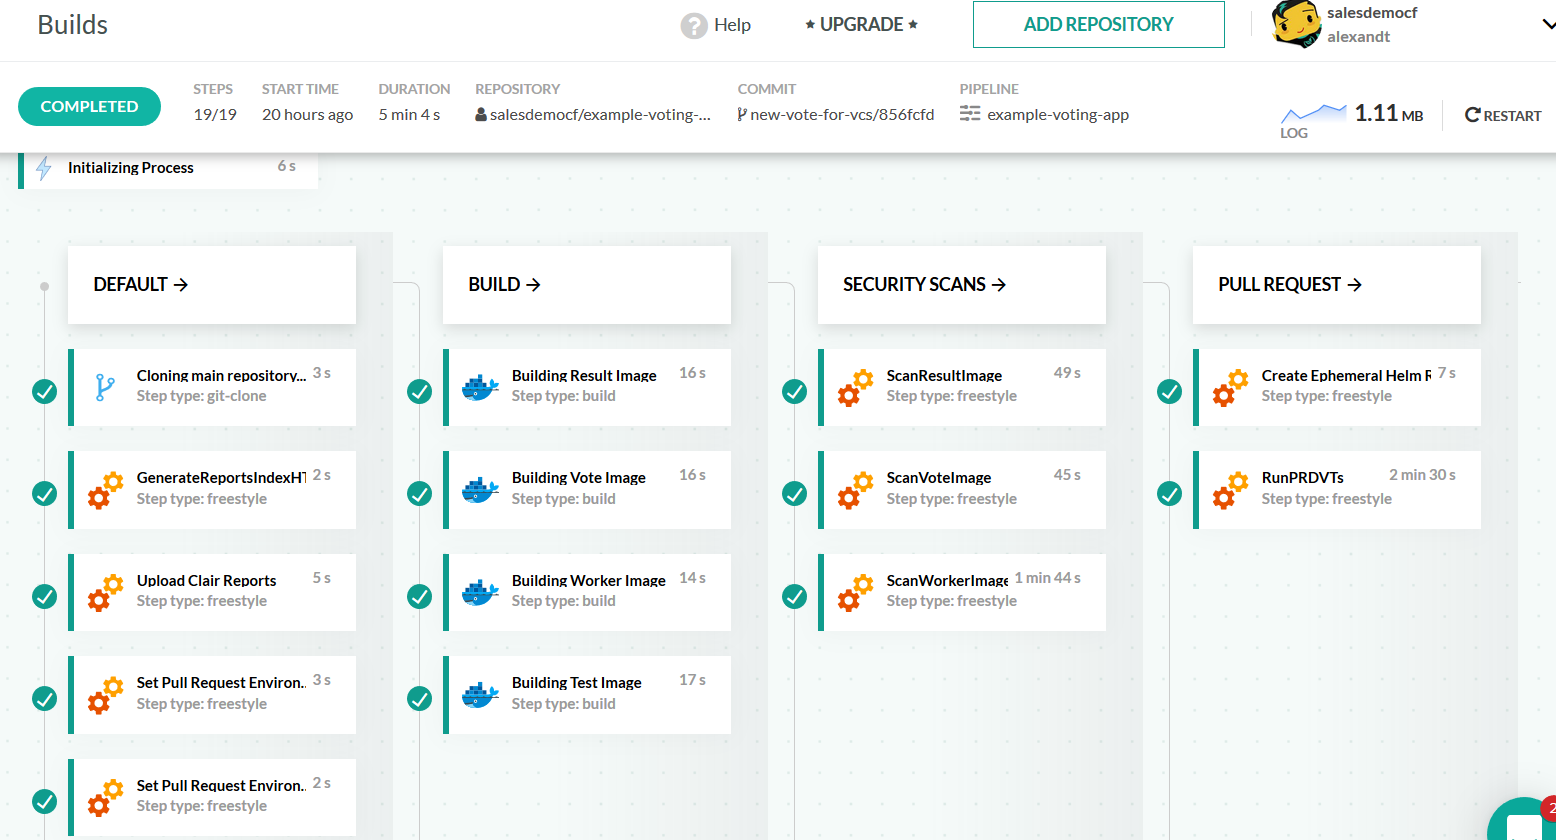 Builds
? Help
★ UPGRADE ★
ADD REPOSITORY
salesdemocf
alexandt
COMPLETED
STEPS
19/19
START TIME
20 hours ago
DURATION
5 min 4 s
REPOSITORY
salesdemocf/example-voting-...
COMMIT
new-vote-for-vcs/856fcfd
PIPELINE
example-voting-app
LOG
1.11 MB
RESTART
Initializing Process 6 s
DEFAULT →
Cloning main repository... 3 s
Step type: git-clone
GenerateReportsIndexHT 2 s
Step type: freestyle
Upload Clair Reports 5 s
Step type: freestyle
Set Pull Request Environ.. 3 s
Step type: freestyle
Set Pull Request Environ.. 2 s
Step type: freestyle
BUILD →
Building Result Image 16 s
Step type: build
Building Vote Image 16 s
Step type: build
Building Worker Image 14 s
Step type: build
Building Test Image 17 s
Step type: build
SECURITY SCANS →
ScanResultImage 49 s
Step type: freestyle
ScanVoteImage 45 s
Step type: freestyle
ScanWorkerImage 1 min 44 s
Step type: freestyle
PULL REQUEST →
Create Ephemeral Helm R 7 s
Step type: freestyle
RunPRDVTs 2 min 30 s
Step type: freestyle
2